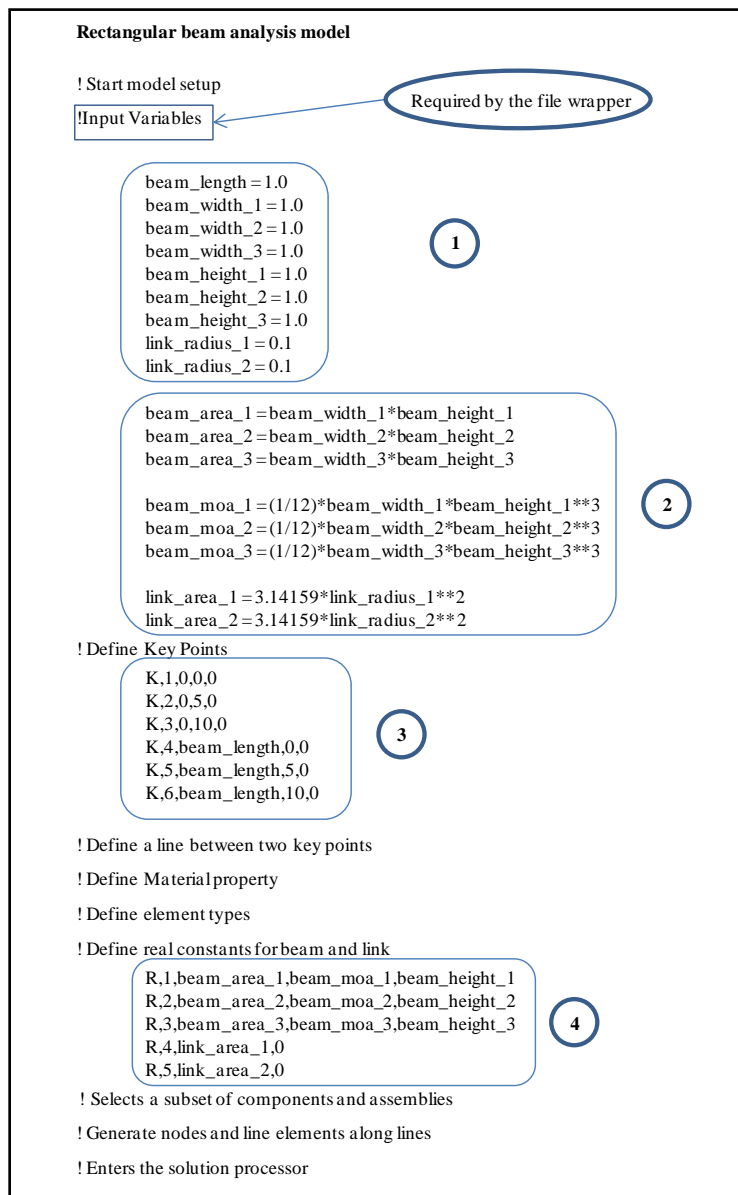 Rectangular beam analysis model
! Start model setup
Required by the file wrapper
!Input Variables
beam_length = 1.0
beam_width_1 = 1.0
beam_width_2 = 1.0
beam_width_3 = 1.0
1
beam_height_1 = 1.0
beam_height_2 = 1.0
beam_height_3 = 1.0
link_radius_1 = 0.1
link_radius_2 = 0.1
beam_area_1 = beam_width_1*beam_height_1
beam_area_2 = beam_width_2*beam_height_2
beam_area_3 = beam_width_3*beam_height_3
beam_moa_1 = (1/12)*beam_width_1*beam_height_1**3
beam_moa_2 = (1/12)*beam_width_2*beam_height_2**3
2
beam_moa_3 = (1/12)*beam_width_3*beam_height_3**3
link_area_1 = 3.14159*link_radius_1**2
link_area_2 = 3.14159*link_radius_2**2
! Define Key Points
K,1,0,0,0
K,2,0,5,0
K,3,0,10,0
3
K,4,beam_length,0,0
K,5,beam_length,5,0
K,6,beam_length,10,0
! Define a line between two key points
! Define Material property
! Define element types
! Define real constants for beam and link
R,1,beam_area_1,beam_moa_1,beam_height_1
R,2,beam_area_2,beam_moa_2,beam_height_2
R,3,beam_area_3,beam_moa_3,beam_height_3
4
R,4,link_area_1,0
R,5,link_area_2,0
! Selects a subset of components and assemblies
! Generate nodes and line elements along lines
! Enters the solution processor